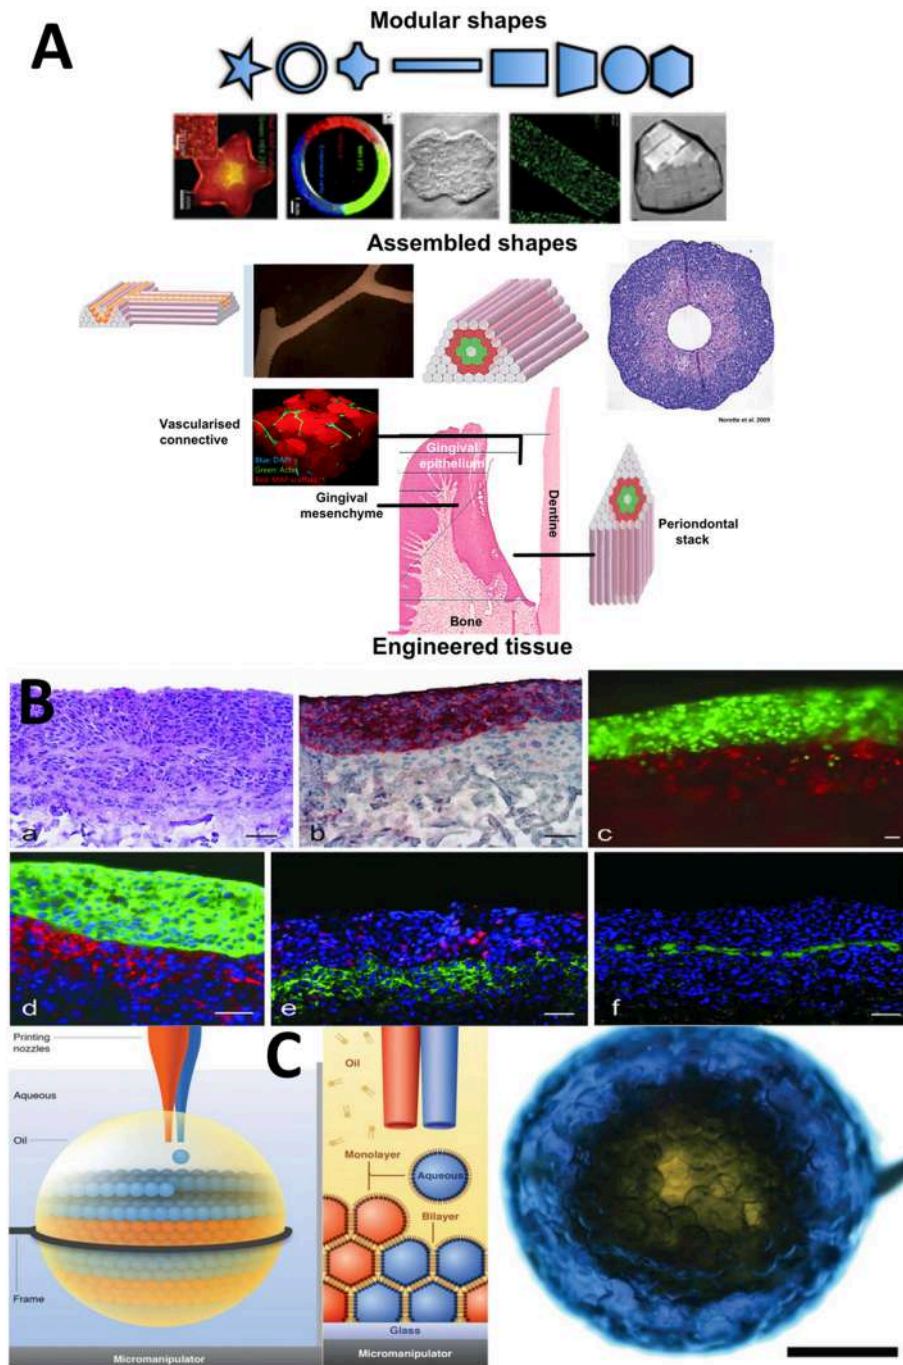 A
Modular shapes
Assembled shapes
Norotte et al. 2009
Vascularised
connective
Blue: DAPI
Green: Actin
Gingival
epithelium
Gingival
mesenchyme
Dentine
Periondontal
stack
Bone
Engineered tissue
B
a
b
c
d
e
f
C
Printing
nozzles
Aqueous
Oil
Frame
Micromanipulator
Oil
Monolayer
Aqueous
Bilayer
Glass
Micromanipulator